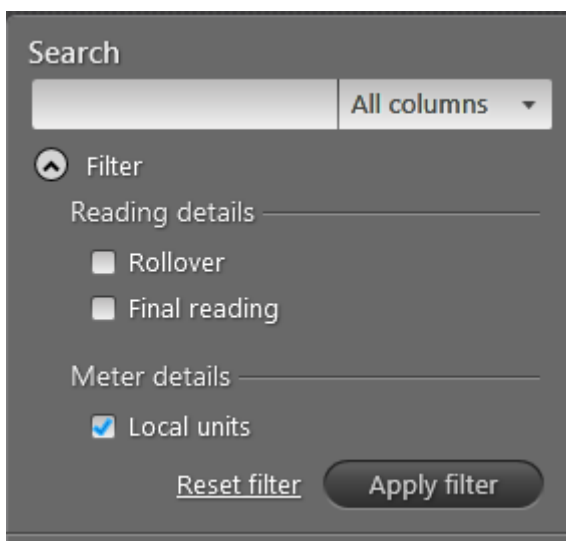 Search
All columns
Filter
Reading details
Rollover
Final reading
Meter details
Local units
Reset filter Apply filter